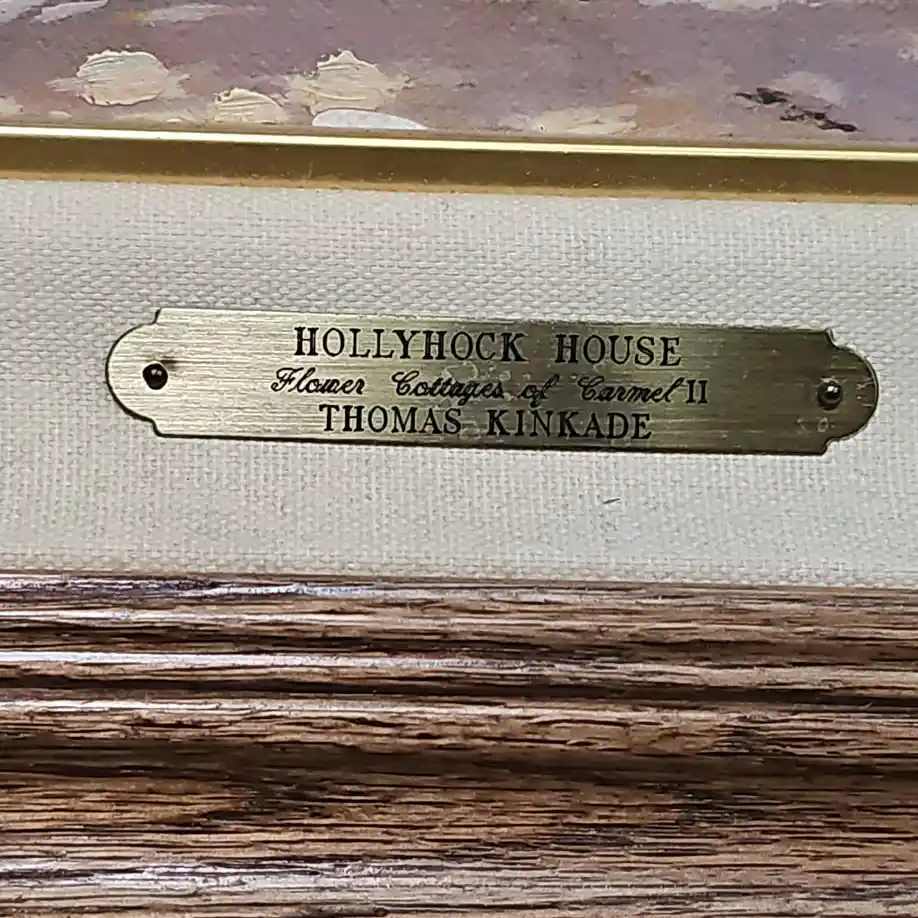 HOLLYHOCK HOUSE
Flower Cottages of Carmel II
THOMAS KINKADE